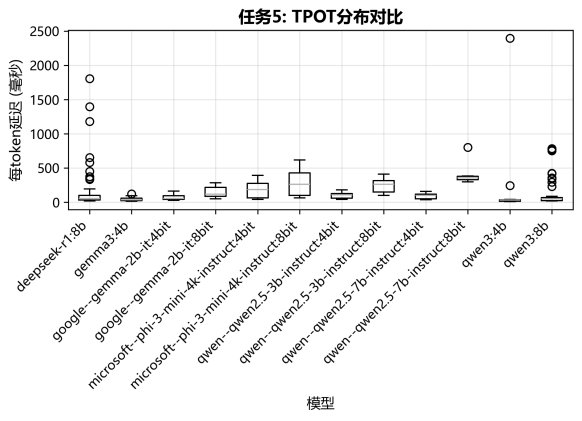 任务5: TPOT分布对比
每token延迟 (毫秒)
2500
2000
1500
1000
500
0
deepseek-r1:8b
gemma3:4b
google--gemma-2b-it:4bit
google--gemma-2b-it:8bit
microsoft--phi-3-mini-4k-instruct:4bit
microsoft--phi-3-mini-4k-instruct:8bit
qwen--qwen2.5-3b-instruct:4bit
qwen--qwen2.5-3b-instruct:8bit
qwen--qwen2.5-7b-instruct:4bit
qwen--qwen2.5-7b-instruct:8bit
qwen3:4b
qwen3:8b
模型